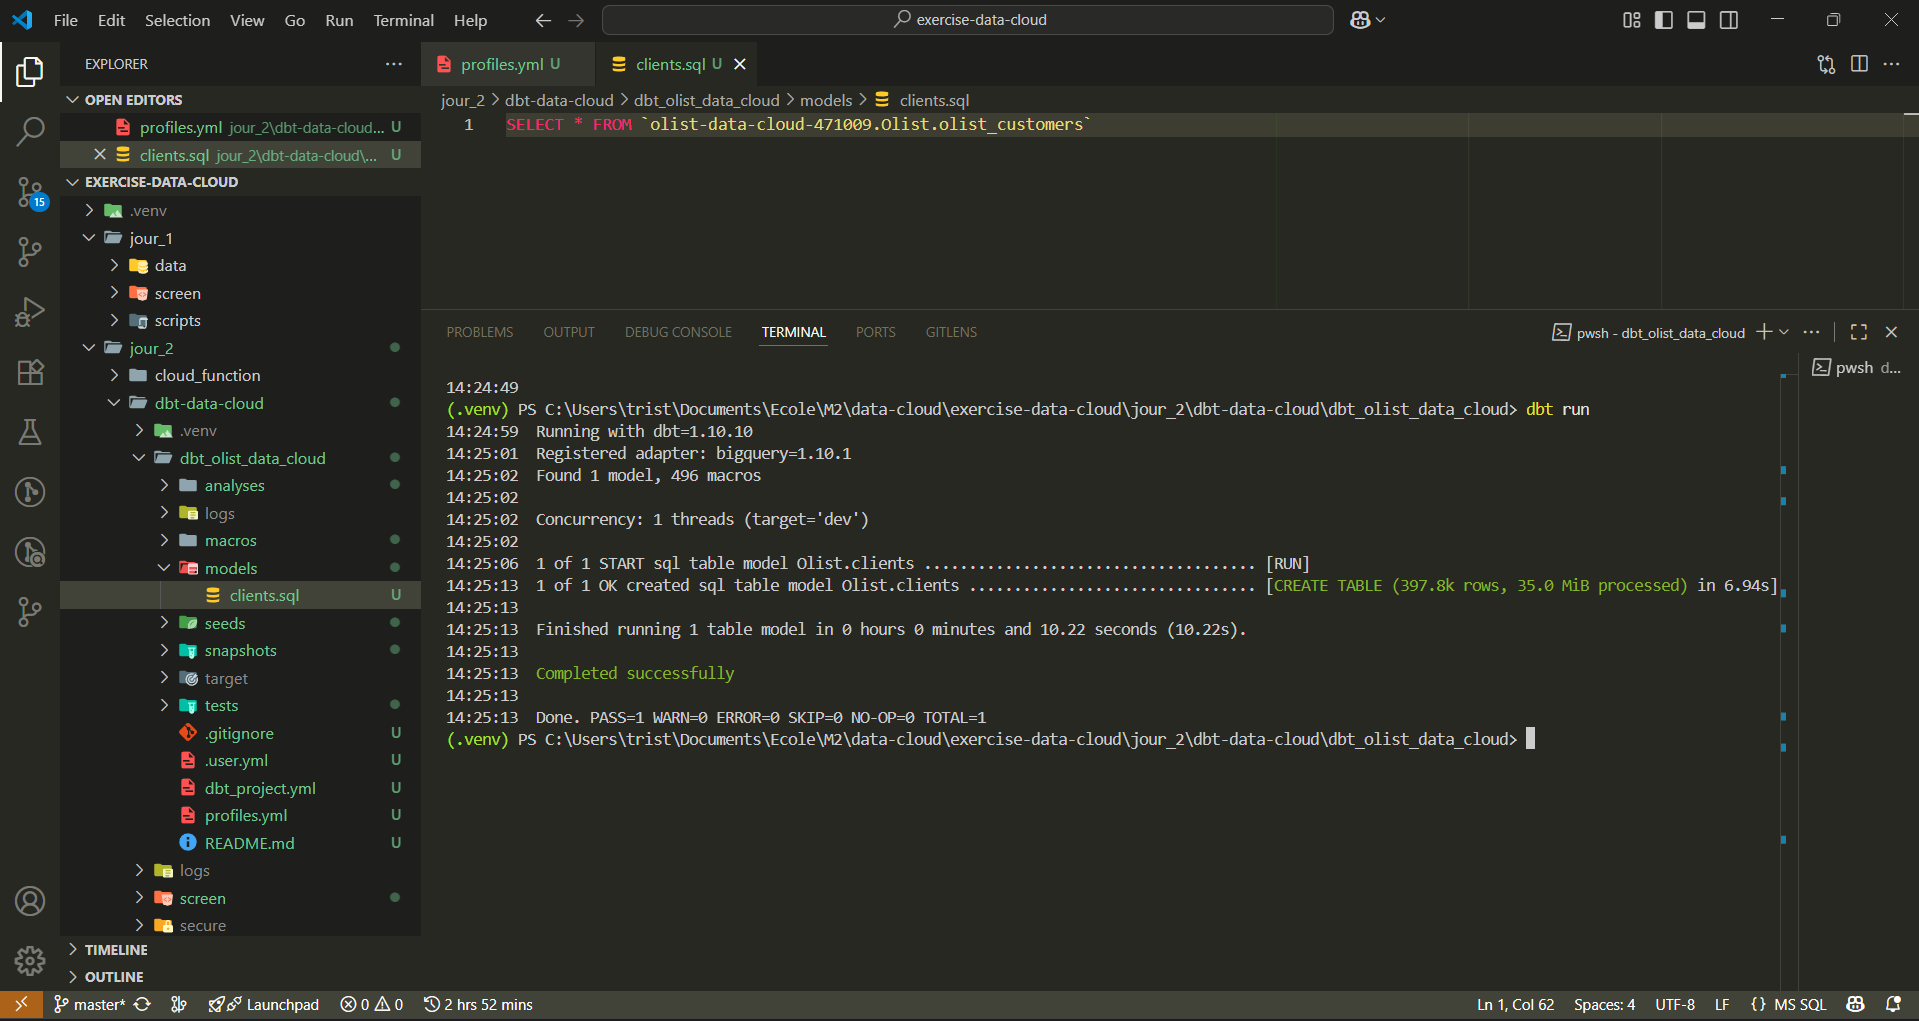 File Edit Selection View Go Run Terminal Help
exercise-data-cloud
EXPLORER
OPEN EDITORS
profiles.yml jour_2\dbt-data-cloud... U
clients.sql jour_2\dbt-data-cloud\... U
EXERCISE-DATA-CLOUD
.venv
jour_1
data
screen
scripts
jour_2
cloud_function
dbt-data-cloud
.venv
dbt_olist_data_cloud
analyses
logs
macros
models
clients.sql U
seeds
snapshots
target
tests
.gitignore U
.user.yml U
dbt_project.yml U
profiles.yml U
README.md U
logs
screen
secure
TIMELINE
OUTLINE
15
profiles.yml U
clients.sql U
jour_2 > dbt-data-cloud > dbt_olist_data_cloud > models > clients.sql
1 SELECT * FROM `olist-data-cloud-471009.Olist.olist_customers`
PROBLEMS OUTPUT DEBUG CONSOLE TERMINAL PORTS GITLENS
pwsh - dbt_olist_data_cloud
pwsh d...
14:24:49
(.venv) PS C:\Users\trist\Documents\Ecole\M2\data-cloud\exercise-data-cloud\jour_2\dbt-data-cloud\dbt_olist_data_cloud> dbt run
14:24:59 Running with dbt=1.10.10
14:25:01 Registered adapter: bigquery=1.10.1
14:25:02 Found 1 model, 496 macros
14:25:02
14:25:02 Concurrency: 1 threads (target='dev')
14:25:02
14:25:06 1 of 1 START sql table model Olist.clients ..................................... [RUN]
14:25:13 1 of 1 OK created sql table model Olist.clients ................................ [CREATE TABLE (397.8k rows, 35.0 MiB processed) in 6.94s]
14:25:13
14:25:13 Finished running 1 table model in 0 hours 0 minutes and 10.22 seconds (10.22s).
14:25:13
14:25:13 Completed successfully
14:25:13
14:25:13 Done. PASS=1 WARN=0 ERROR=0 SKIP=0 NO-OP=0 TOTAL=1
(.venv) PS C:\Users\trist\Documents\Ecole\M2\data-cloud\exercise-data-cloud\jour_2\dbt-data-cloud\dbt_olist_data_cloud>
master* Launchpad 0 0 2 hrs 52 mins
Ln 1, Col 62 Spaces: 4 UTF-8 LF {} MS SQL